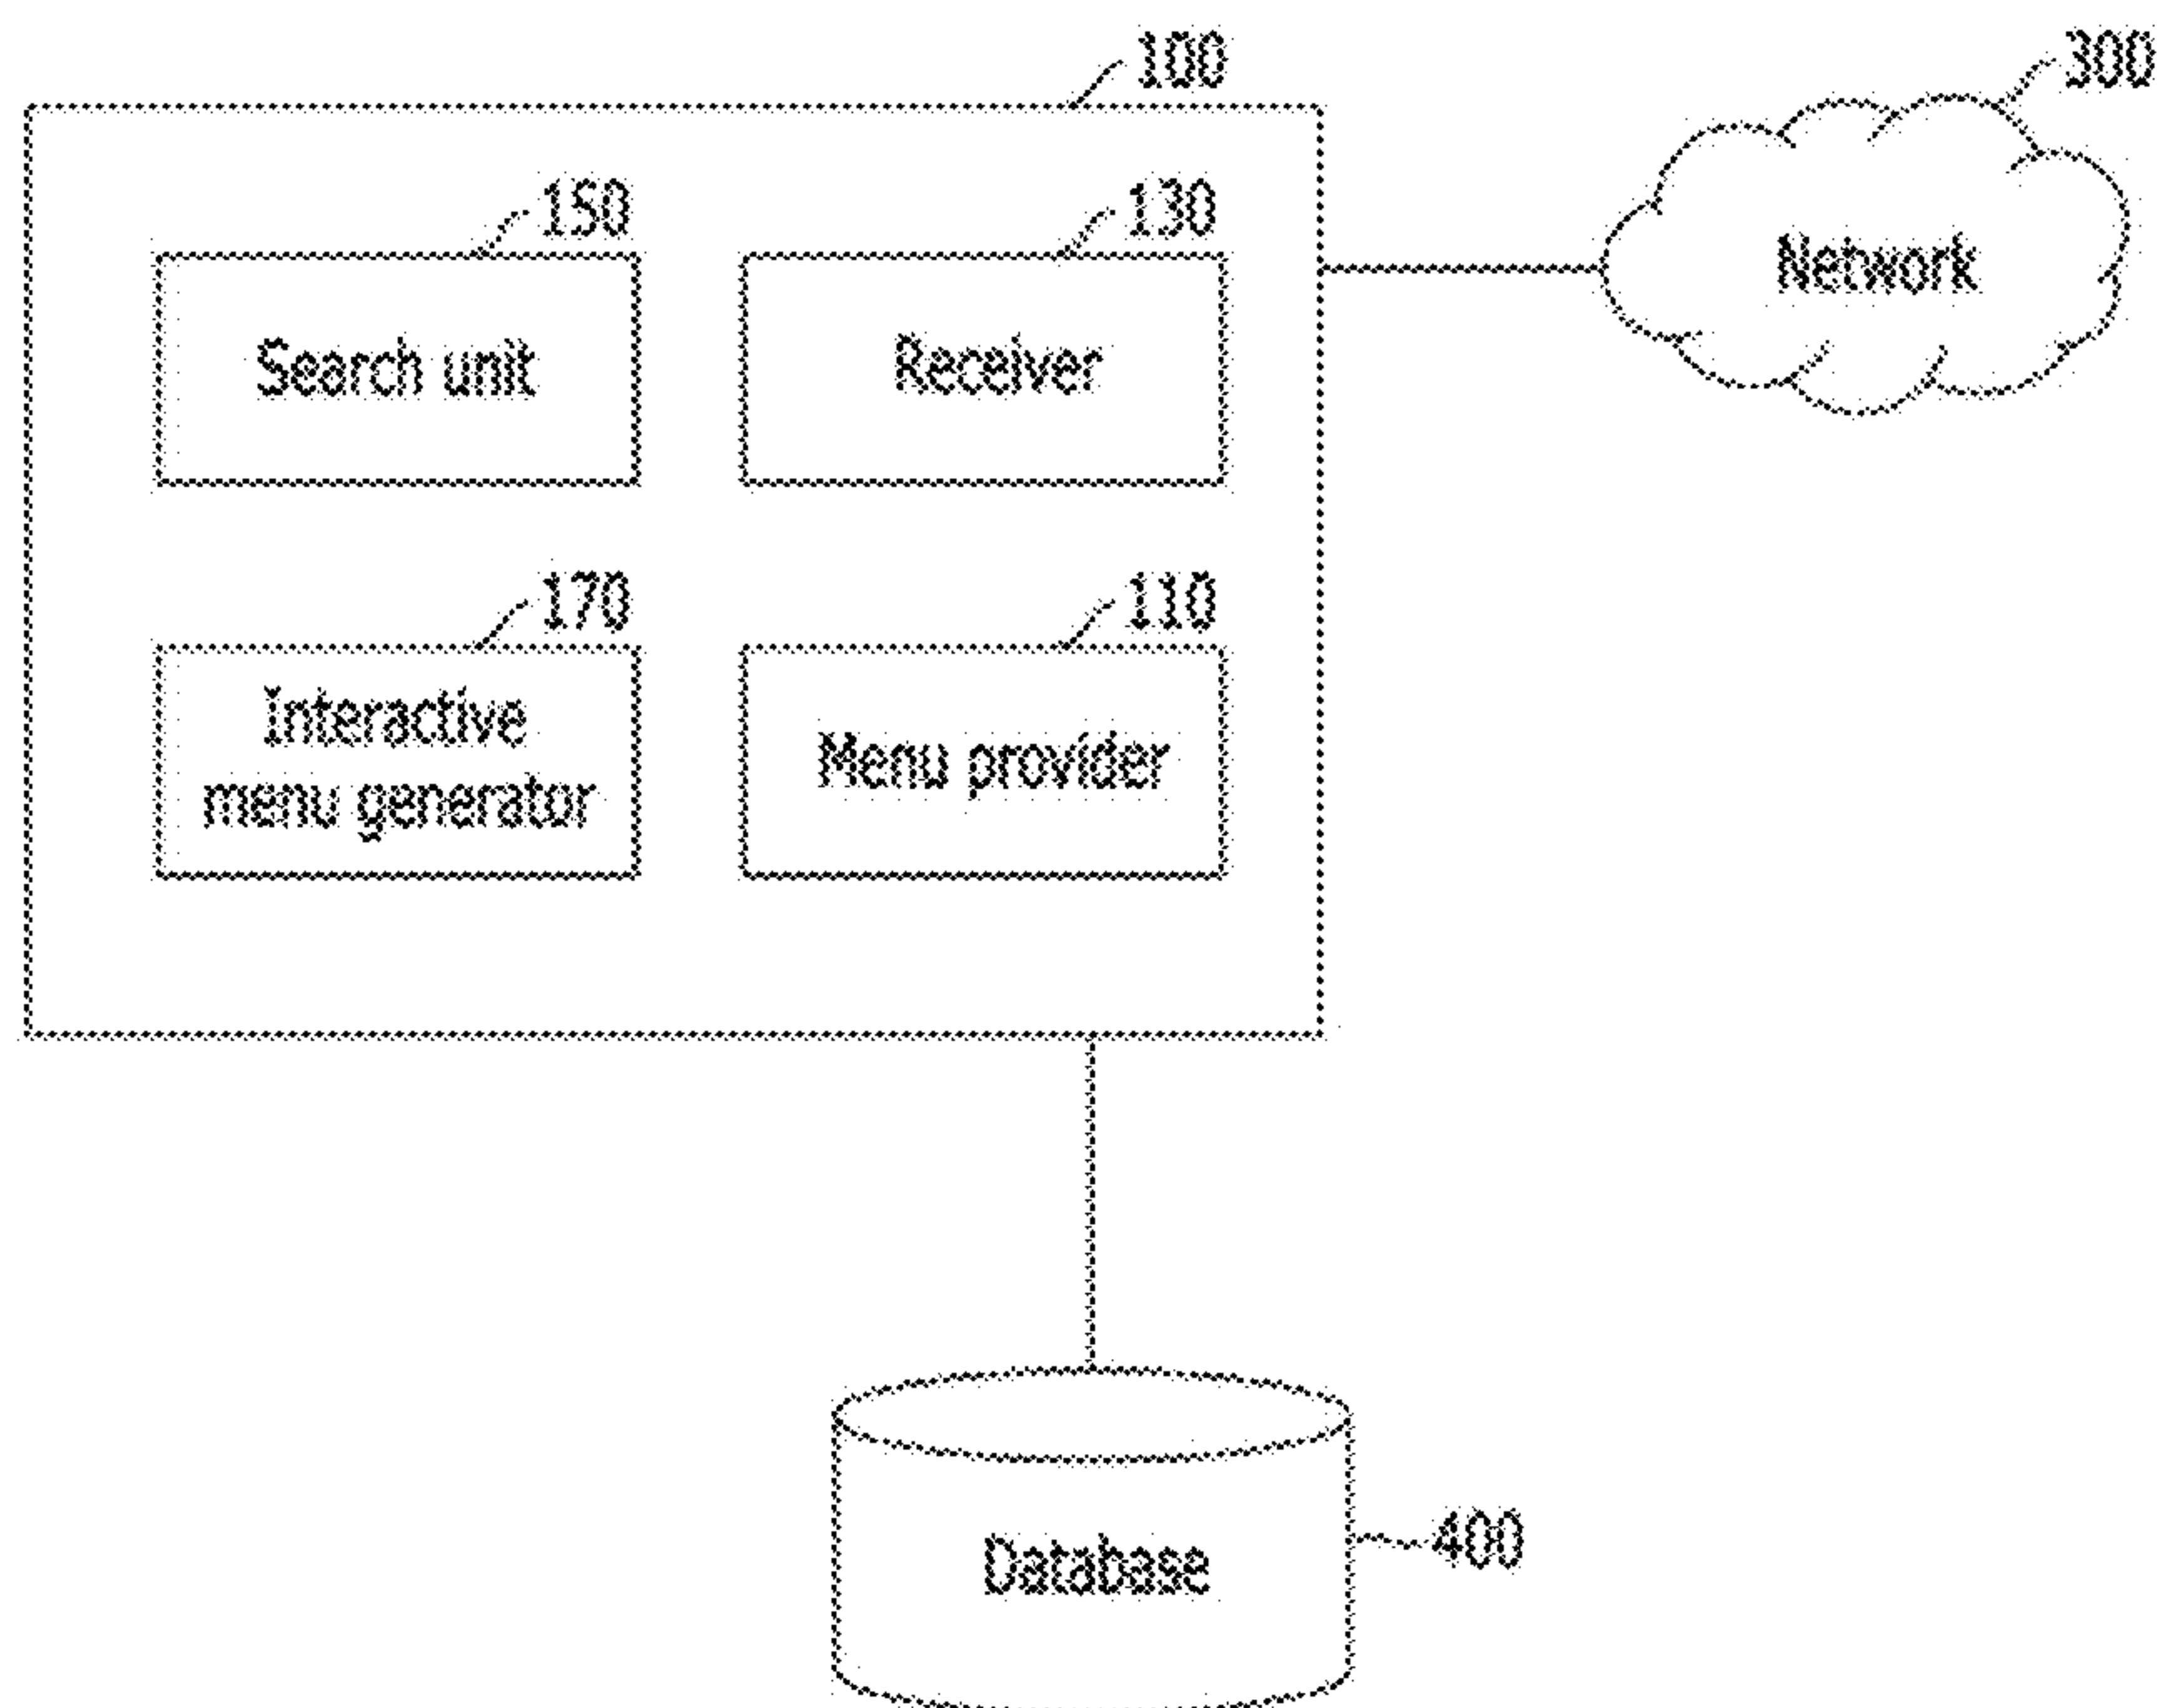 100
300
150
130
Network
Search unit
Receiver
170
110
Interactive
menu generator
Menu provider
Database
400